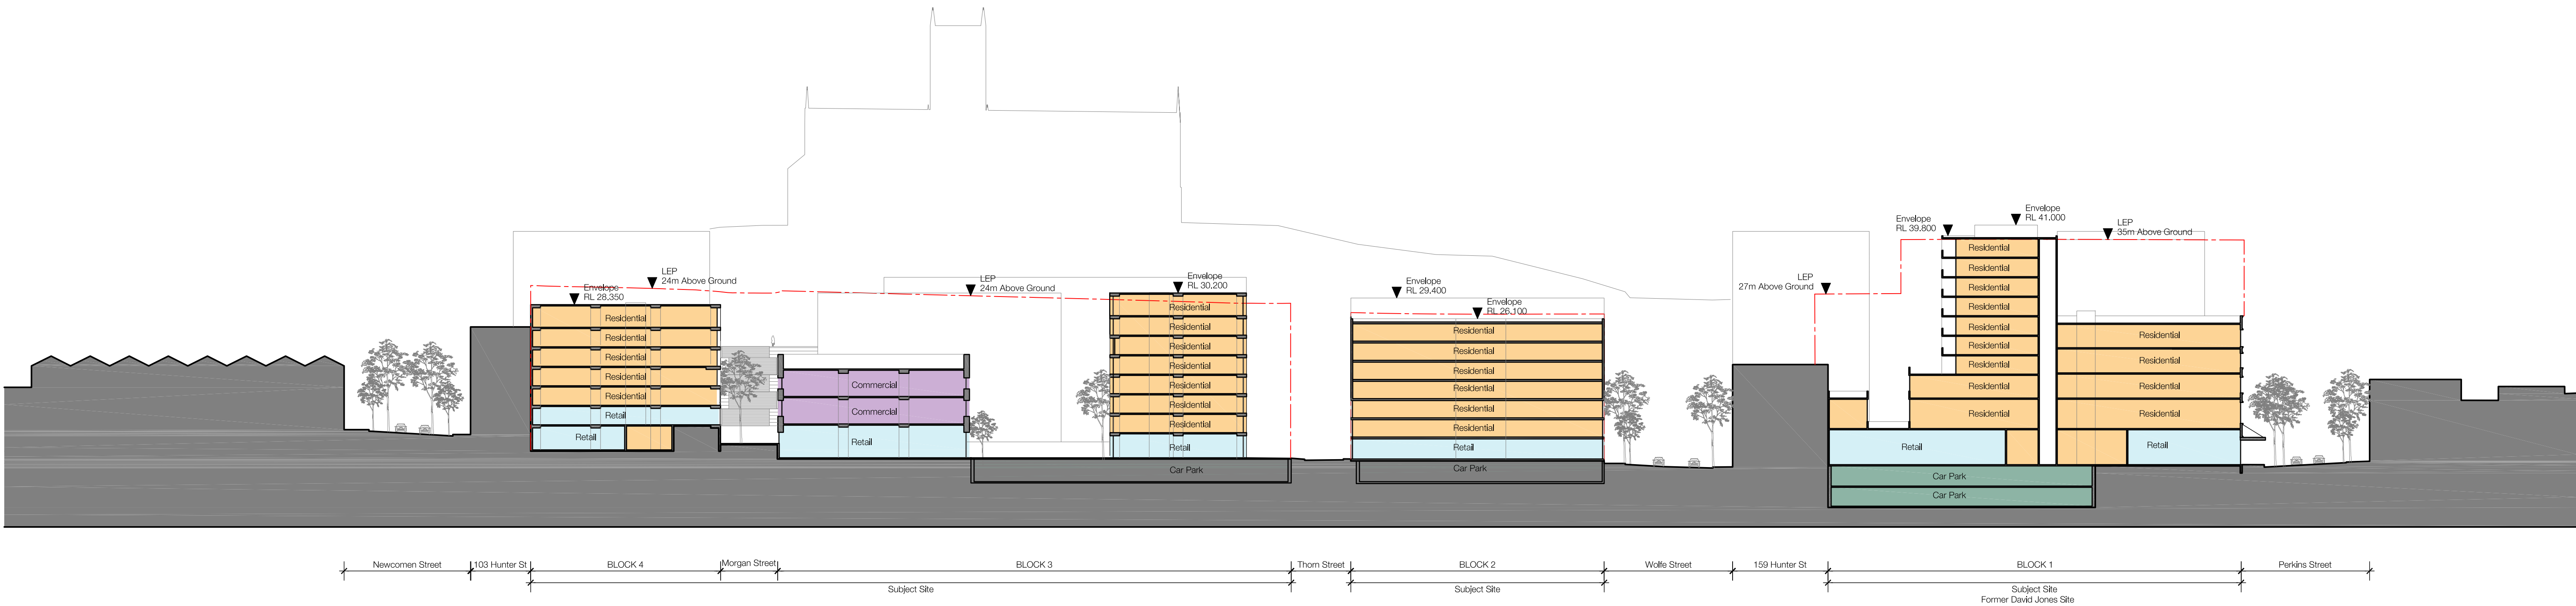 Envelope
RL 28,350
LEP
24m Above Ground
Residential
Residential
Residential
Residential
Residential
Retail
Retail
LEP
24m Above Ground
Commercial
Commercial
Retail
Envelope
RL 30,200
Residential
Residential
Residential
Residential
Residential
Residential
Residential
Retail
Car Park
Envelope
RL 29,400
Envelope
RL 26,100
Residential
Residential
Residential
Residential
Residential
Residential
Retail
Car Park
LEP
27m Above Ground
Envelope
RL 39.800
Envelope
RL 41.000
LEP
35m Above Ground
Residential
Residential
Residential
Residential
Residential
Residential
Residential
Residential
Residential
Retail
Residential
Residential
Residential
Residential
Retail
Car Park
Car Park
Newcomen Street
103 Hunter St
BLOCK 4
Morgan Street
BLOCK 3
Thorn Street
BLOCK 2
Wolfe Street
159 Hunter St
BLOCK 1
Perkins Street
Subject Site
Subject Site
Subject Site
Former David Jones Site